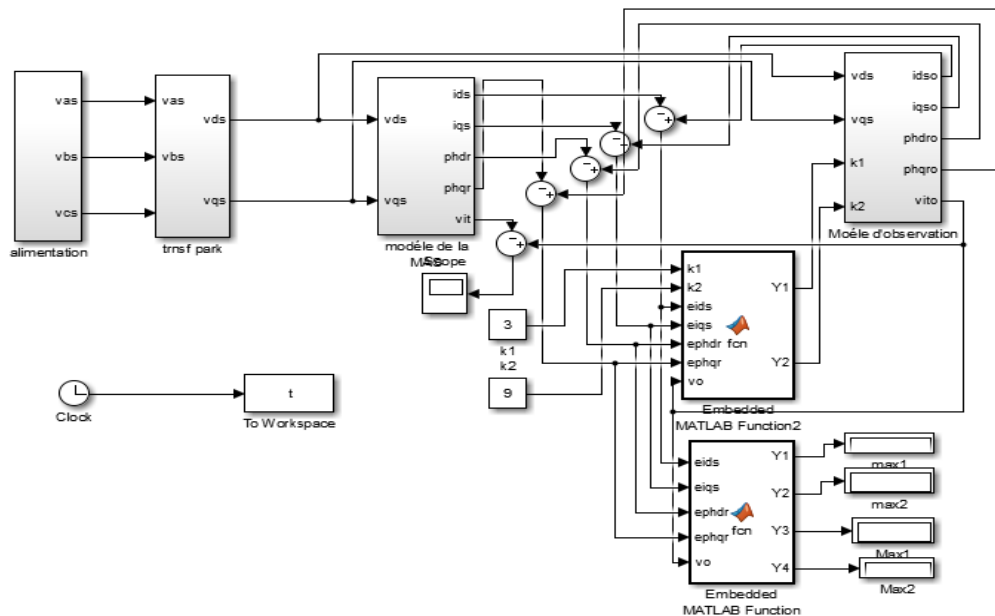 alimentation
vas
vbs
vcs
trnsf park
vas
vbs
vds
vqs
modéle de la
MAS
vds
vqs
ids
iqs
phdr
phqr
vit
Scope
Moéle d'observation
vds
vqs
k1
k2
idso
iqso
phdro
phqro
vito
3
k1
k2
9
k1
k2
eids
eiqs
ephdr
ephqr
vo
fcn
Y1
Y2
Embedded
MATLAB Function2
Clock
t
To Workspace
eids
eiqs
ephdr
ephqr
vo
fcn
Y1
Y2
Y3
Y4
Embedded
MATLAB Function
max1
max2
Max1
Max2